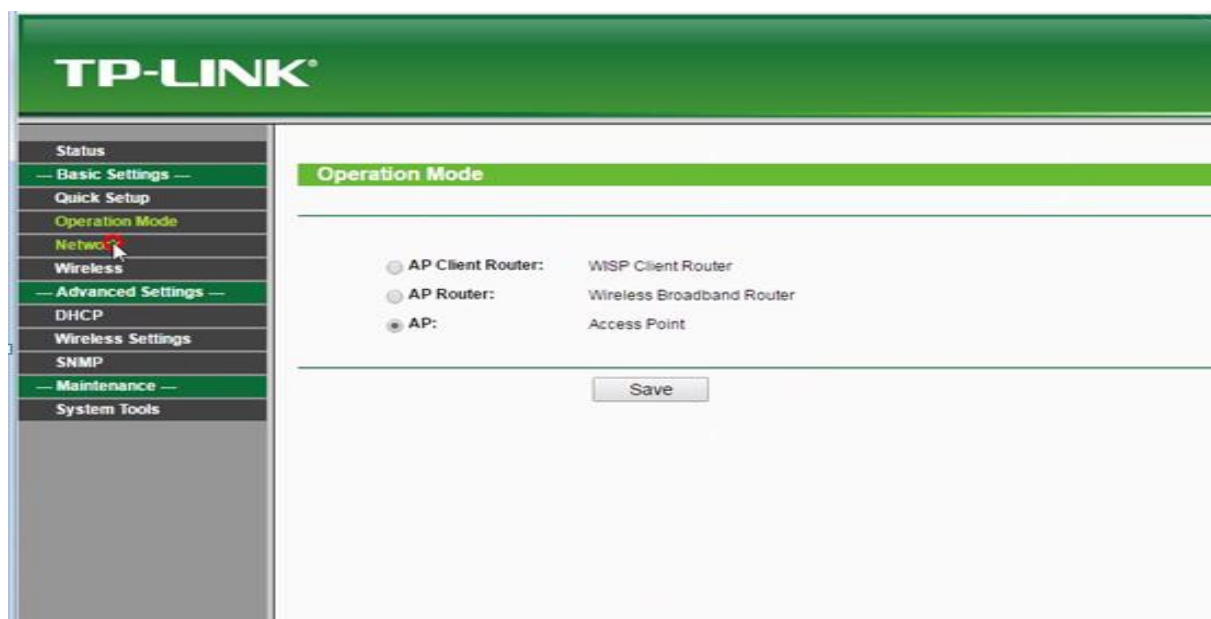 TP-LINK®
Status
— Basic Settings —
Quick Setup
Operation Mode
Network
Wireless
— Advanced Settings —
DHCP
Wireless Settings
SNMP
— Maintenance —
System Tools
Operation Mode
AP Client Router: WISP Client Router
AP Router: Wireless Broadband Router
AP: Access Point
Save